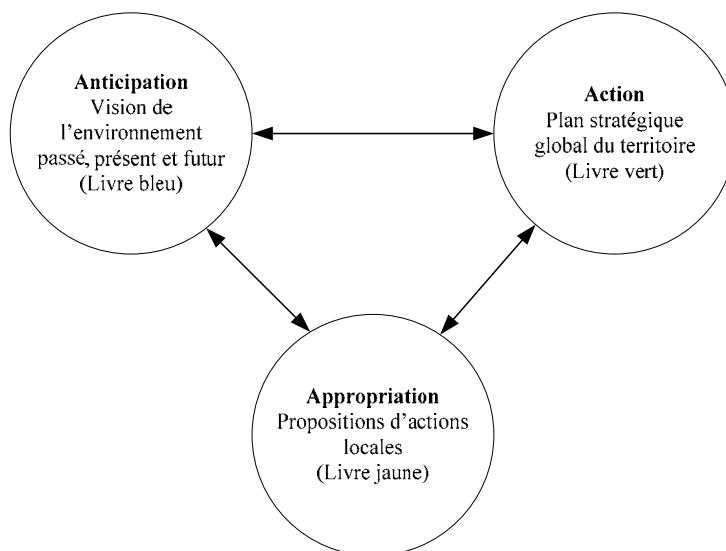 Anticipation
Vision de
l'environnement
passé, présent et futur
(Livre bleu)
Action
Plan stratégique
global du territoire
(Livre vert)
Appropriation
Propositions d'actions
locales
(Livre jaune)